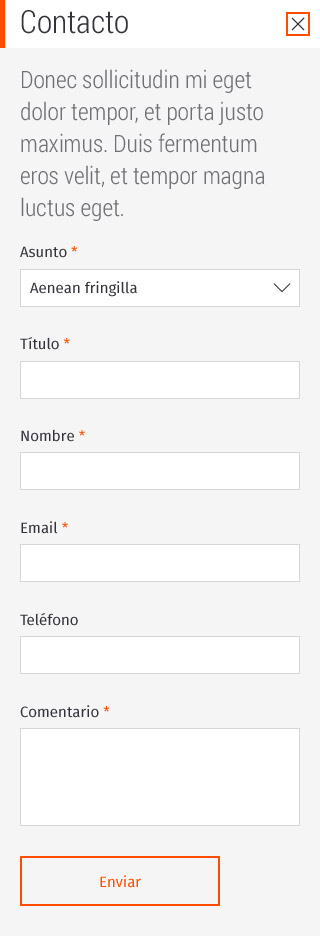 Contacto
Donec sollicitudin mi eget
dolor tempor, et porta justo
maximus. Duis fermentum
eros velit, et tempor magna
luctus eget.
Asunto *
Aenean fringilla
Título *
Nombre *
Email *
Teléfono
Comentario *
Enviar